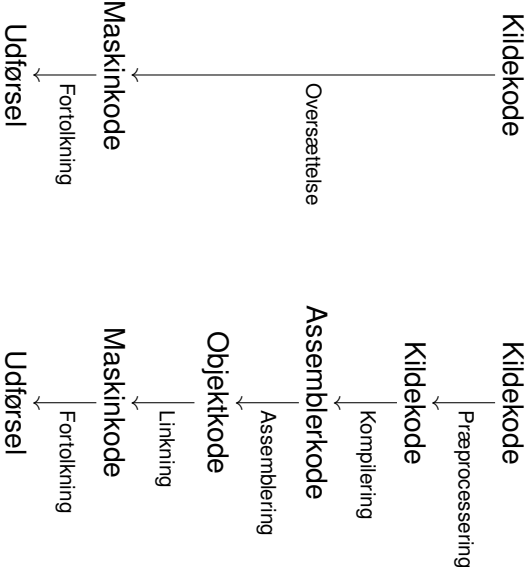 Kildekode
Oversættelse
Maskinkode
Fortolkning
Udførsel
Kildekode
Præprocessering
Kildekode
Kompilering
Assemblerkode
Assemblering
Objektkode
Linkning
Maskinkode
Fortolkning
Udførsel